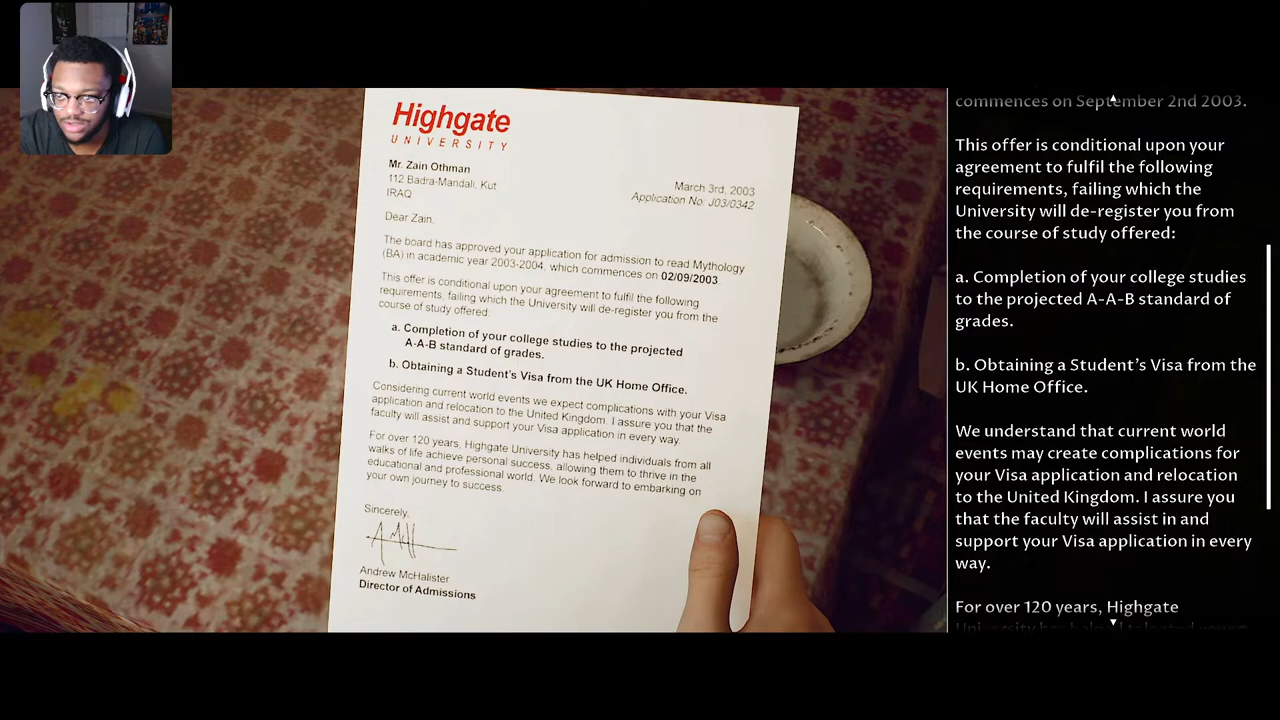 Highgate
UNIVERSITY
Mr. Zain Othman
112 Badra-Mandali, Kut
IRAQ
March 3rd, 2003
Application No: J03/0342
Dear Zain,
The board has approved your application for admission to read Mythology
(BA) in academic year 2003-2004, which commences on 02/09/2003.
This offer is conditional upon your agreement to fulfil the following
requirements, failing which the University will de-register you from the
course of study offered:
a. Completion of your college studies to the projected
A-A-B standard of grades.
b. Obtaining a Student's Visa from the UK Home Office.
Considering current world events we expect complications with your Visa
application and relocation to the United Kingdom. I assure you that the
faculty will assist and support your Visa application in every way.
For over 120 years, Highgate University has helped individuals from all
walks of life achieve personal success, allowing them to thrive in the
educational and professional world. We look forward to embarking on
your own journey to success.
Sincerely,
Andrew McHalister
Director of Admissions
commences on September 2nd 2003.
This offer is conditional upon your
agreement to fulfil the following
requirements, failing which the
University will de-register you from
the course of study offered:
a. Completion of your college studies
to the projected A-A-B standard of
grades.
b. Obtaining a Student's Visa from the
UK Home Office.
We understand that current world
events may create complications for
your Visa application and relocation
to the United Kingdom. I assure you
that the faculty will assist in and
support your Visa application in every
way.
For over 120 years, Highgate